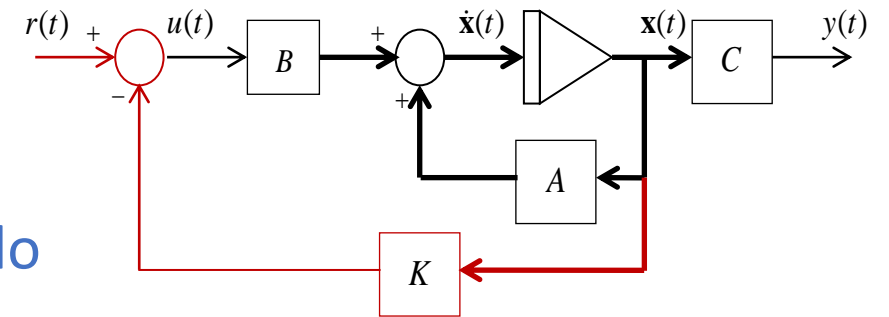 r(t) + u(t) B + ẋ(t) x(t) C y(t)
−
+
A
lo
K